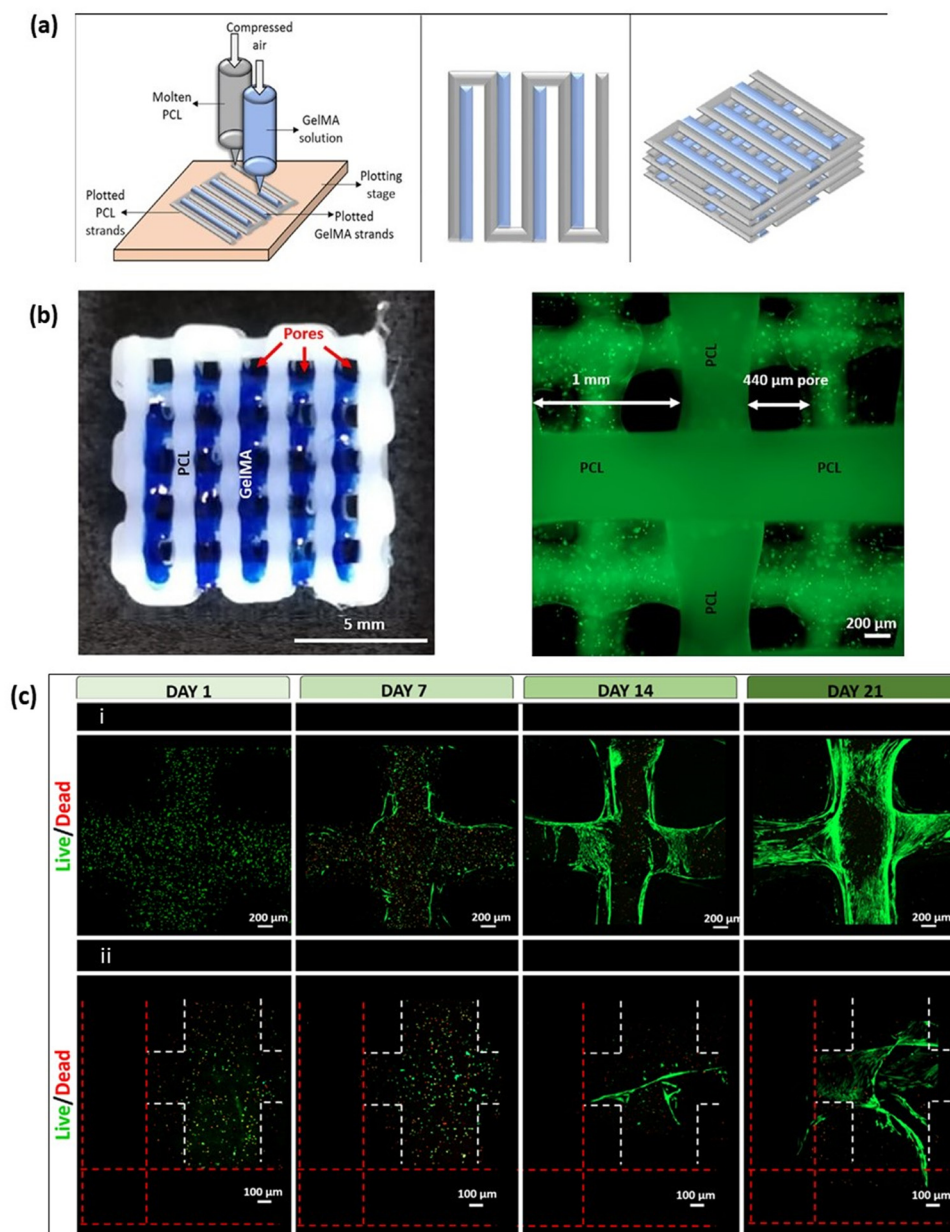 (a)
Compressed
air
Molten
PCL
GelMA
solution
Plotting
stage
Plotted
PCL
strands
Plotted
GelMA strands
(b)
Pores
PCL
GelMA
5 mm
PCL
1 mm
440 µm pore
PCL
PCL
PCL
200 µm
(c)
DAY 1
DAY 7
DAY 14
DAY 21
i
Live/Dead
200 µm
200 µm
200 µm
200 µm
ii
Live/Dead
100 µm
100 µm
100 µm
100 µm